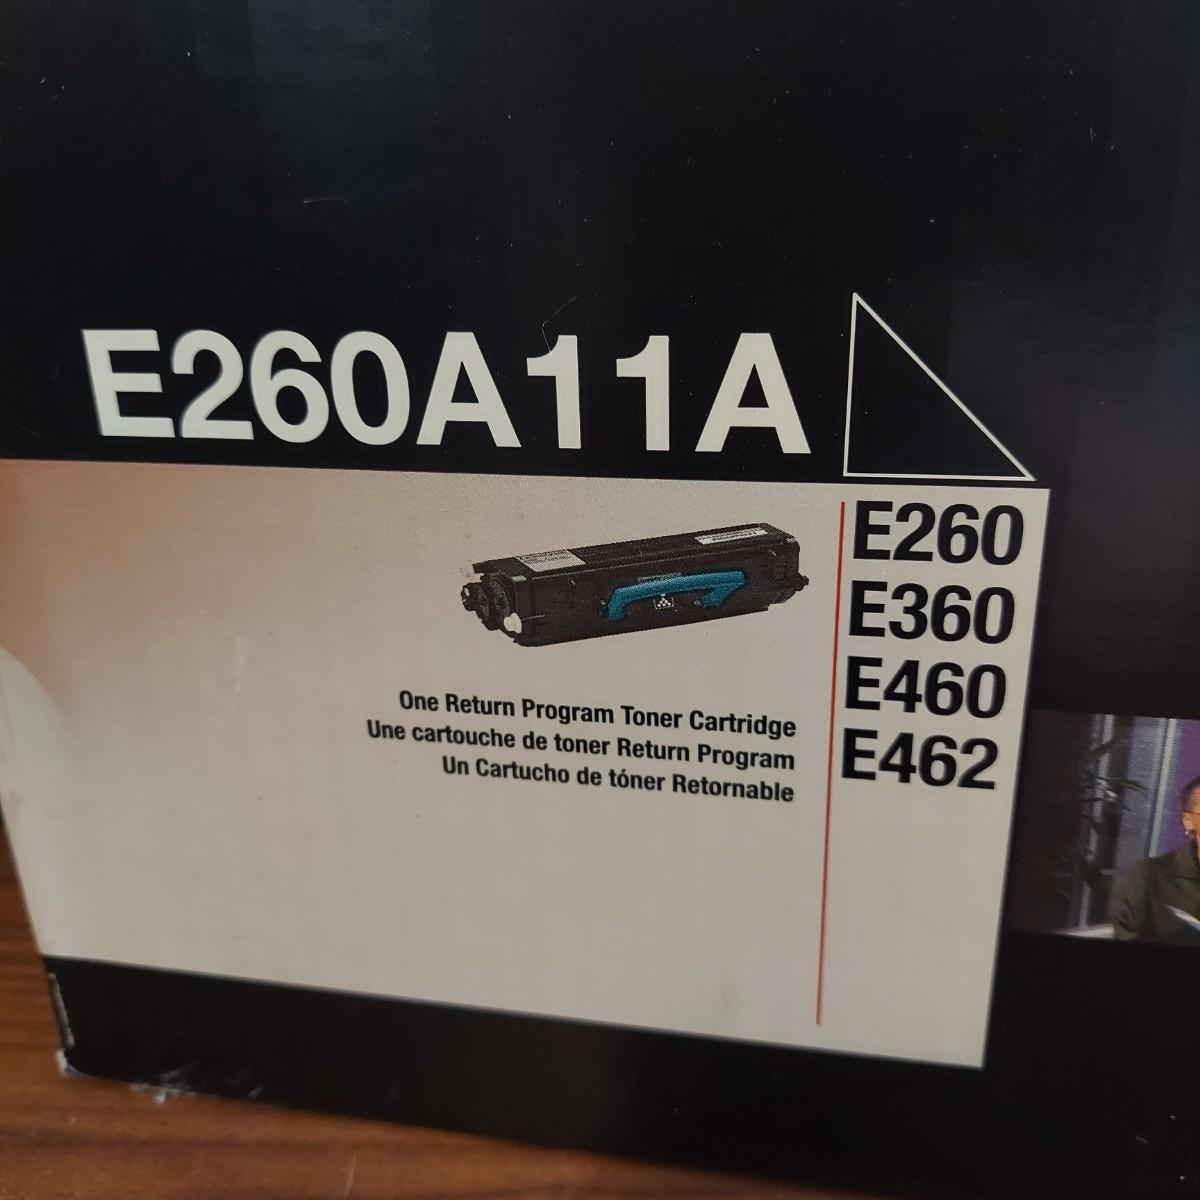 E260A11A
E260
E360
E460
E462
One Return Program Toner Cartridge
Une cartouche de toner Return Program
Un Cartucho de tóner Retornable